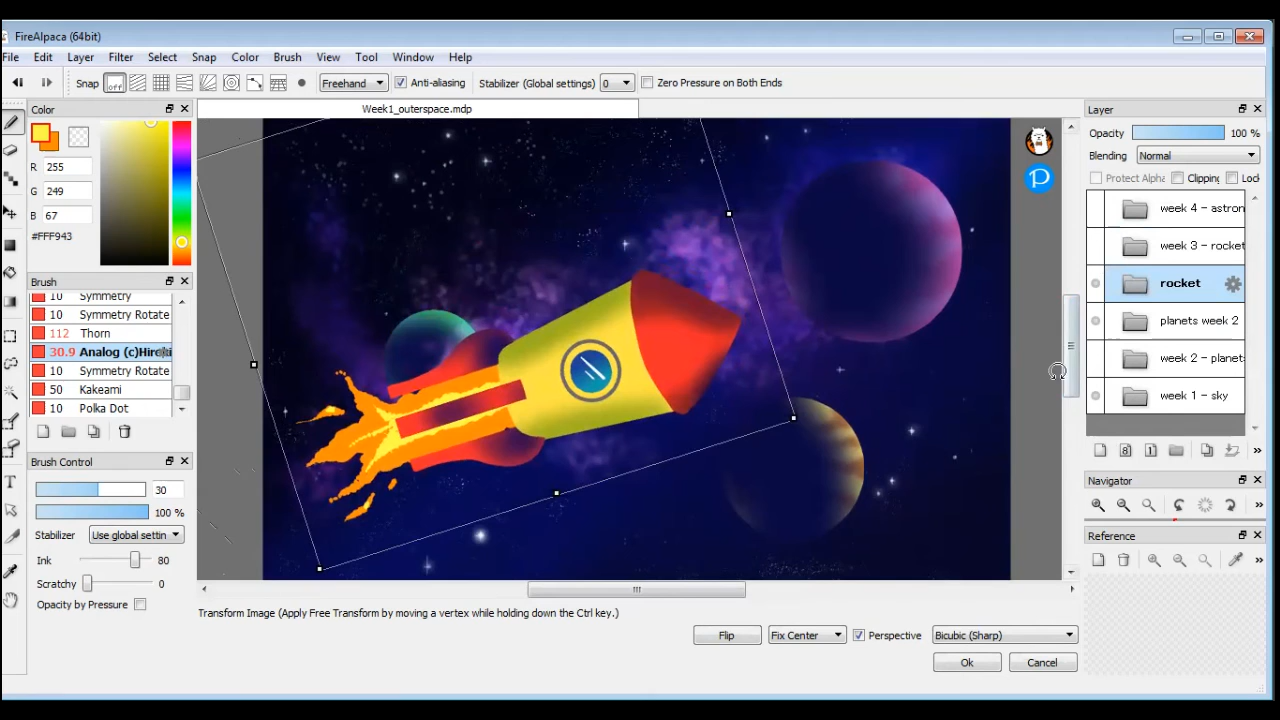 FireAlpaca (64bit)
File Edit Layer Filter Select Snap Color Brush View Tool Window Help
Snap off Freehand Anti-aliasing Stabilizer (Global settings) 0 Zero Pressure on Both Ends
Color
Week1_outerspace.mdp
Layer
Opacity 100 %
Blending Normal
Protect Alpha Clipping Lock
R 255
G 249
B 67
#FFF943
week 4 - astron
week 3 - rocket
rocket
planets week 2
week 2 - planet
week 1 - sky
Brush
10 Symmetry
10 Symmetry Rotate
112 Thorn
30.9 Analog (c)Hiroki
10 Symmetry Rotate
50 Kakeami
10 Polka Dot
8 1
Brush Control
30
100 %
Stabilizer Use global settin
Ink 80
Scratchy 0
Opacity by Pressure
Navigator
Reference
Transform Image (Apply Free Transform by moving a vertex while holding down the Ctrl key.)
Flip Fix Center Perspective Bicubic (Sharp)
Ok Cancel